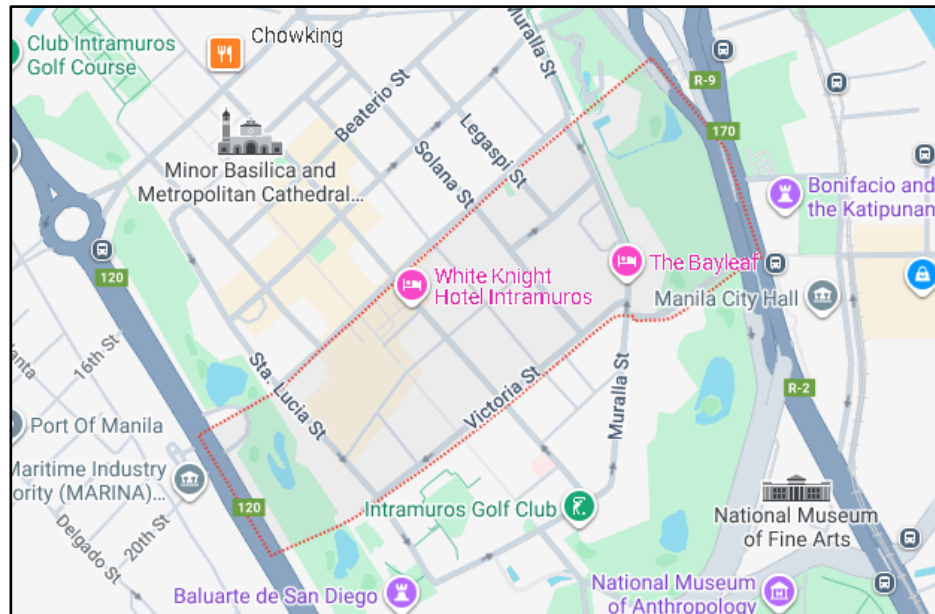 Club Intramuros
Golf Course
Chowking
Muralla St
R-9
170
Beaterio St
Legaspi St
Solana St
Minor Basilica and
Metropolitan Cathedral...
Bonifacio and
the Katipunan
120
White Knight
Hotel Intramuros
The Bayleaf
Manila City Hall
16th St
Sta. Lucia St
Victoria St
Muralla St
R-2
Port Of Manila
Maritime Industry
ority (MARINA)...
120
20th St
Delgado St
Intramuros Golf Club
National Museum
of Fine Arts
Baluarte de San Diego
National Museum
of Anthropology